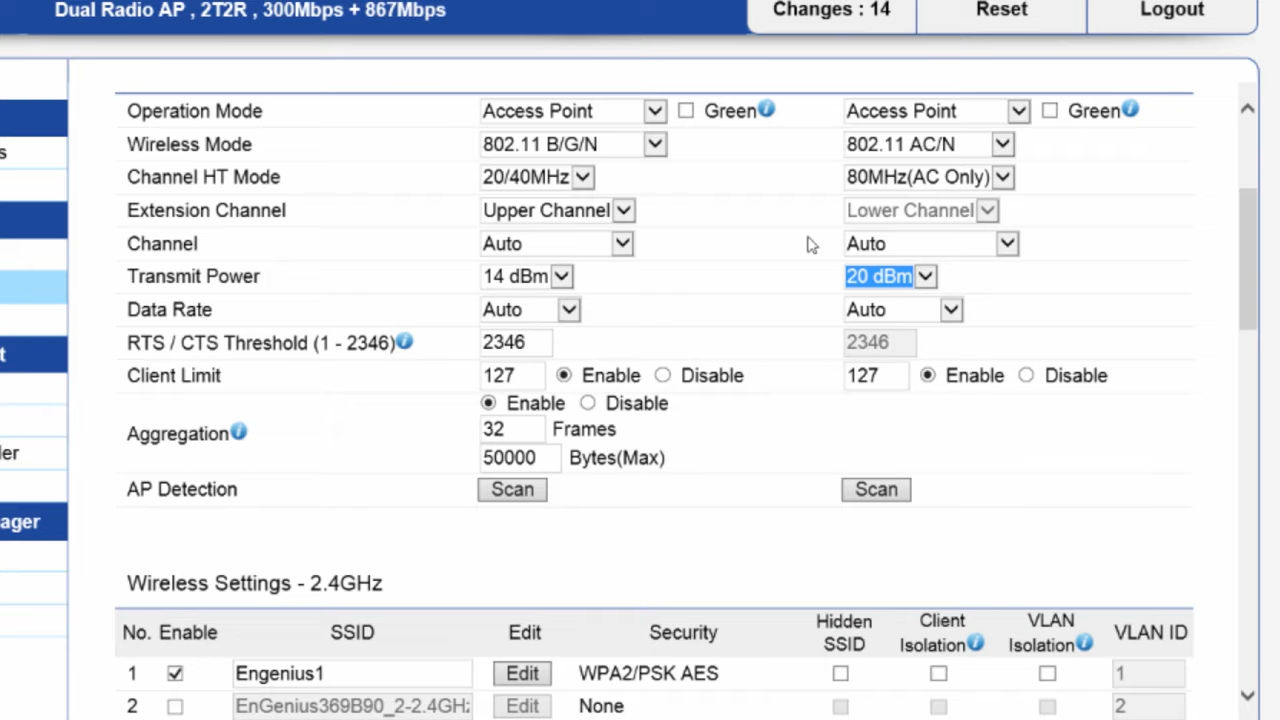 Dual Radio AP , 2T2R , 300Mbps + 867Mbps Changes : 14 Reset Logout
Operation Mode Access Point Green Access Point Green
s Wireless Mode 802.11 B/G/N 802.11 AC/N
Channel HT Mode 20/40MHz 80MHz(AC Only)
Extension Channel Upper Channel Lower Channel
Channel Auto Auto
Transmit Power 14 dBm 20 dBm
Data Rate Auto Auto
t RTS / CTS Threshold (1 - 2346) 2346 2346
Client Limit 127 Enable Disable 127 Enable Disable
Enable Disable
Aggregation 32 Frames
ler 50000 Bytes(Max)
AP Detection Scan Scan
ager
Wireless Settings - 2.4GHz
No. Enable SSID Edit Security Hidden SSID Client Isolation VLAN Isolation VLAN ID
1 Engenius1 Edit WPA2/PSK AES 1
2 EnGenius369B90_2-2.4GHz Edit None 2